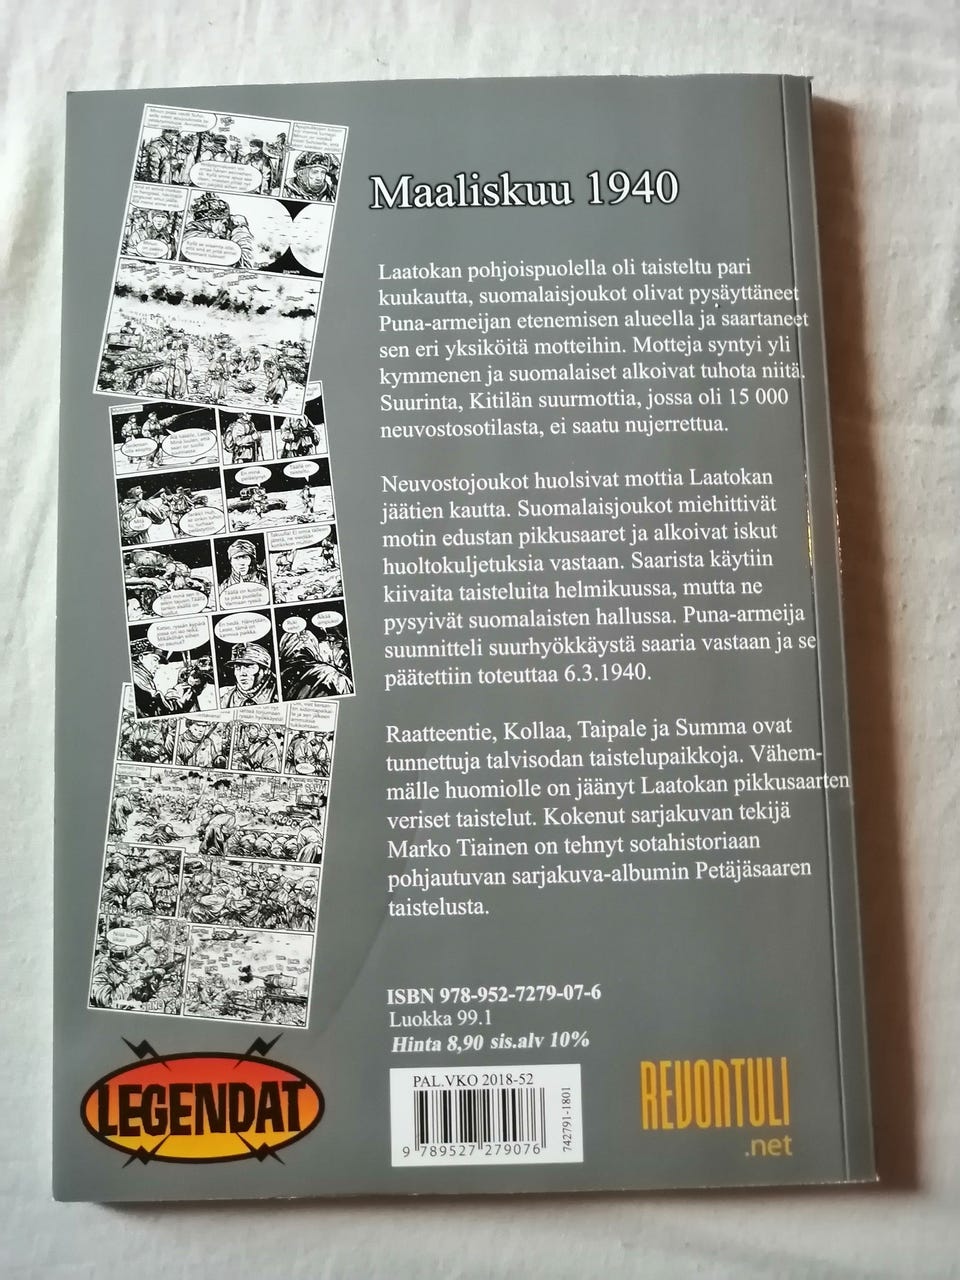 Maaliskuu 1940
Laatokan pohjoispuolella oli taisteltu pari
kuukautta, suomalaisjoukot olivat pysäyttäneet
Puna-armeijan etenemisen alueella ja saartaneet
sen eri yksiköitä motteihin. Motteja syntyi yli
kymmenen ja suomalaiset alkoivat tuhota niitä.
Suurinta, Kitilän suurmottia, jossa oli 15 000
neuvostosotilasta, ei saatu nujerrettua.
Neuvostojoukot huolsivat mottia Laatokan
jäätien kautta. Suomalaisjoukot miehittivät
motin edustan pikkusaaret ja alkoivat iskut
huoltokuljetuksia vastaan. Saarista käytiin
kiivaita taisteluita helmikuussa, mutta ne
pysyivät suomalaisten hallussa. Puna-armeija
suunnitteli suurhyökkäystä saaria vastaan ja se
päätettiin toteuttaa 6.3.1940.
Raatteentie, Kollaa, Taipale ja Summa ovat
tunnettuja talvisodan taistelupaikkoja. Vähem-
mälle huomiolle on jäänyt Laatokan pikkusaarten
veriset taistelut. Kokenut sarjakuvan tekijä
Marko Tiainen on tehnyt sotahistoriaan
pohjautuvan sarjakuva-albumin Petäjäsaaren
taistelusta.
ISBN 978-952-7279-07-6
Luokka 99.1
Hinta 8,90 sis.alv 10%
PAL.VKO 2018-52
9 789527 279076
742791-1801
LEGENDAT
REVONTULI
.net